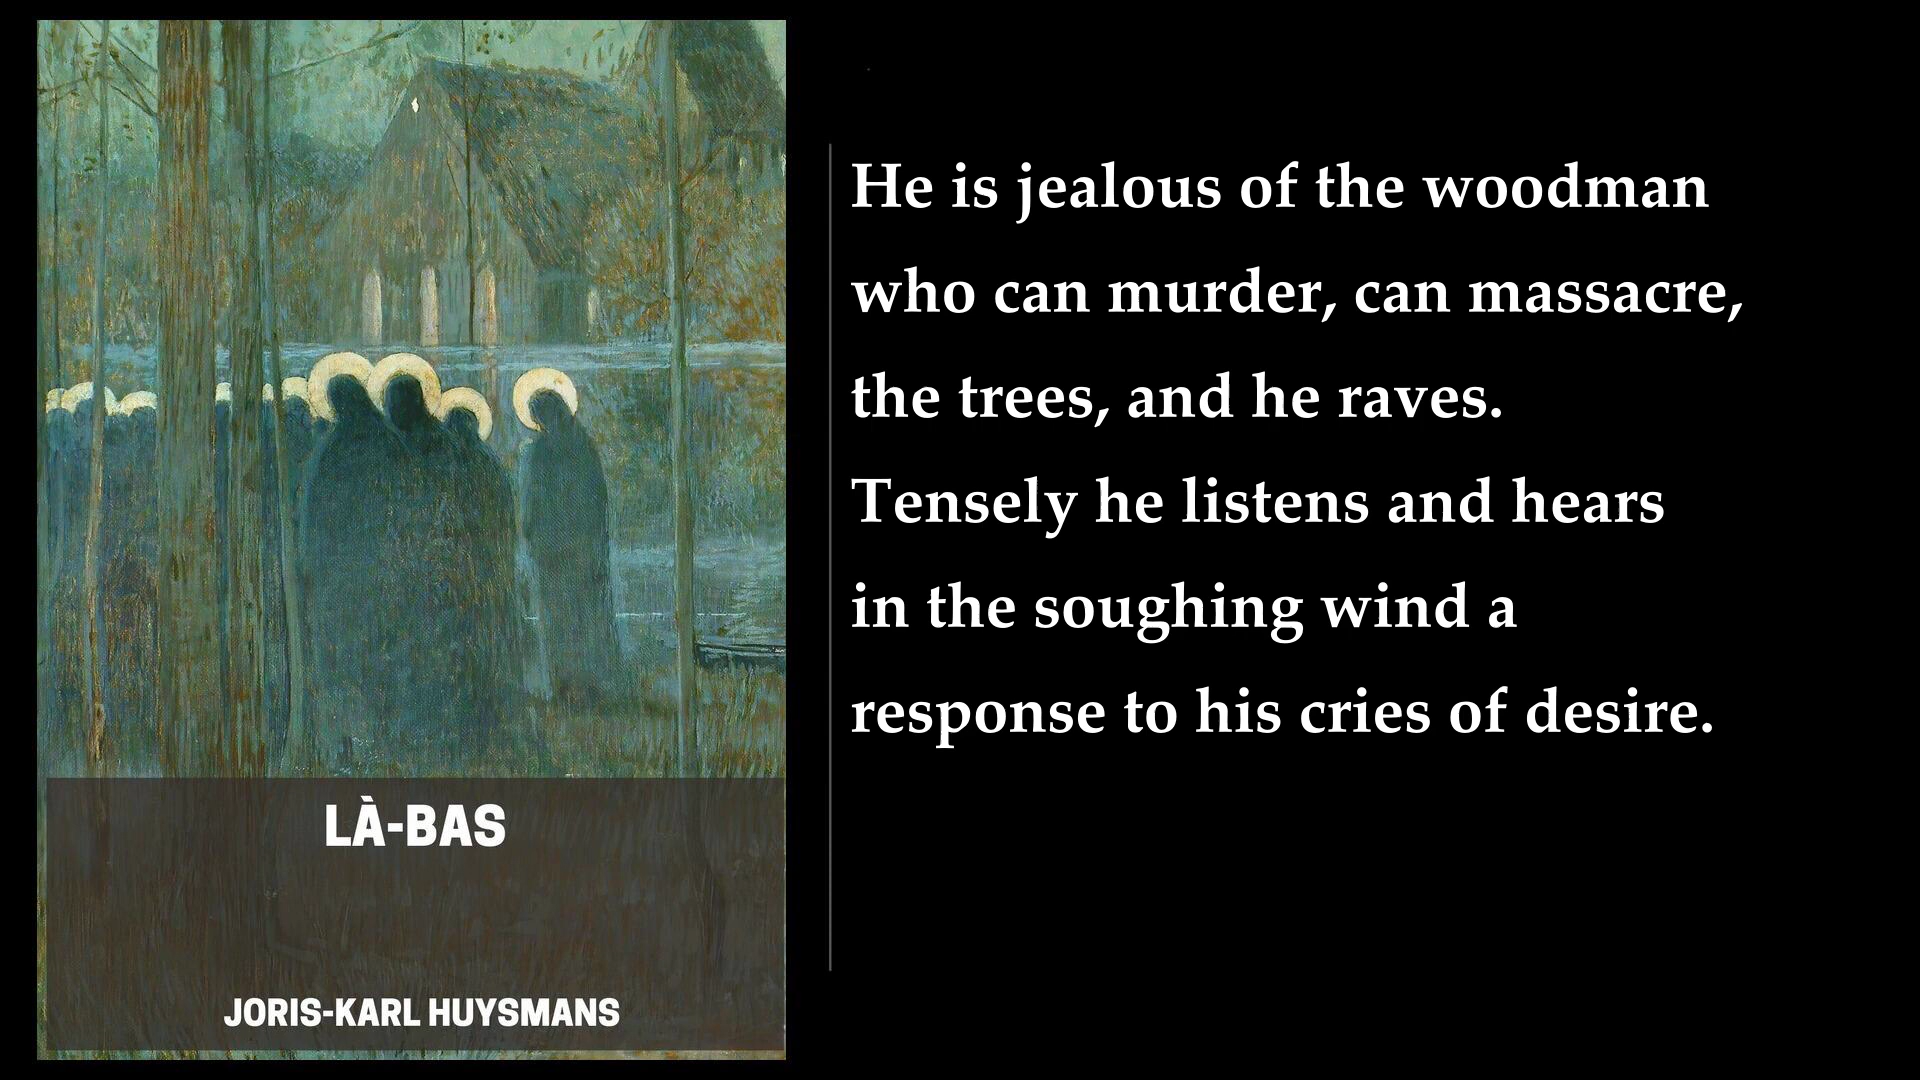 He is jealous of the woodman
who can murder, can massacre,
the trees, and he raves.
Tensely he listens and hears
in the soughing wind a
response to his cries of desire.
LÀ-BAS
JORIS-KARL HUYSMANS